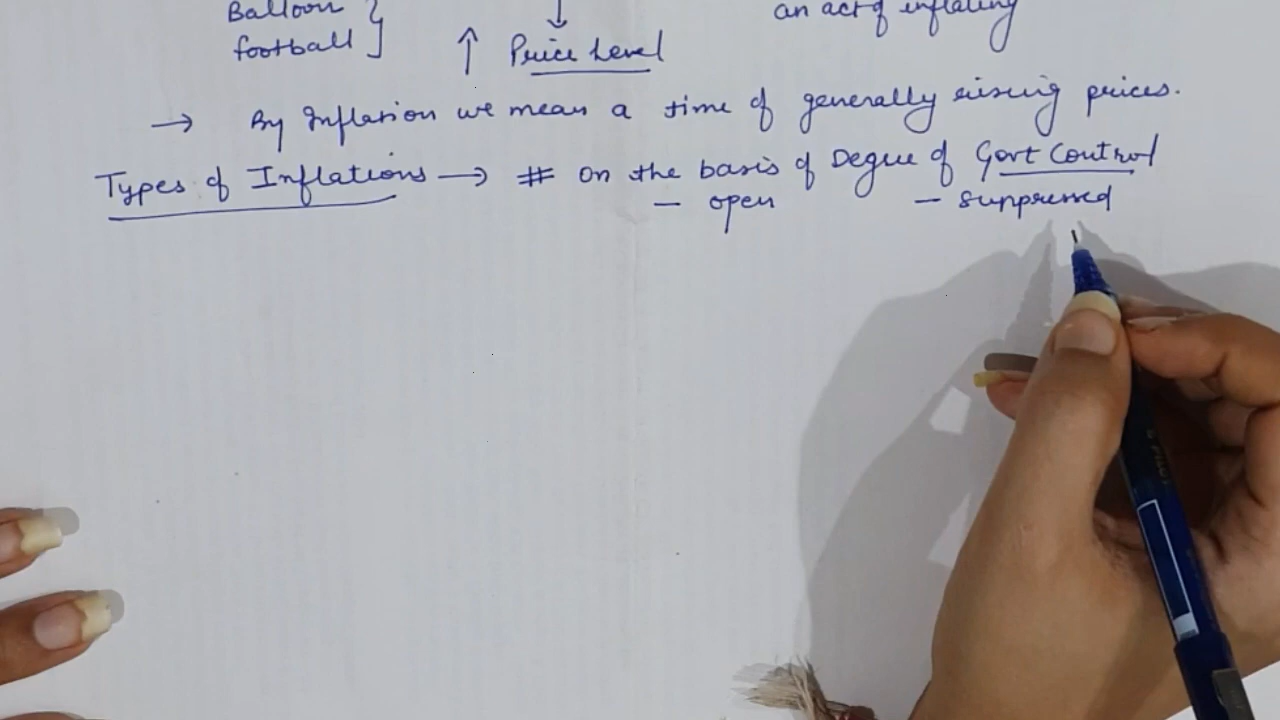 Balloon } an act of inflating
football ↑ Price Level
→ By Inflation we mean a time of generally rising prices.
Types of Inflations → # On the basis of Degree of Govt Control
– open – suppressed